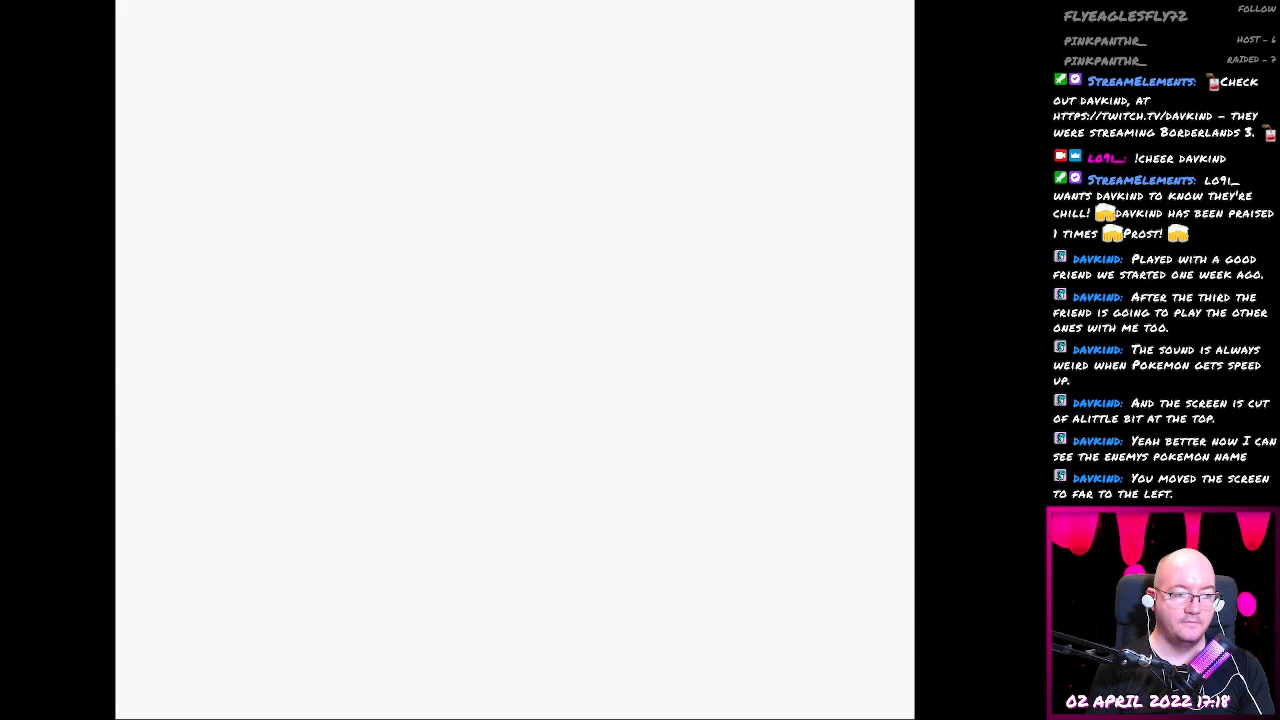 FLYEAGLESFLY72 FOLLOW
PINKPANTHR_ HOST - 6
PINKPANTHR_ RAIDED - 7
StreamElements: Check
out davkind, at
https://twitch.tv/davkind - they
were streaming Borderlands 3.
lo9i_: !cheer davkind
StreamElements: lo9i_
wants davkind to know they're
chill! davkind has been praised
1 times Prost!
davkind: Played with a good
friend we started one week ago.
davkind: After the third the
friend is going to play the other
ones with me too.
davkind: The sound is always
weird when Pokemon gets speed
up.
davkind: And the screen is cut
of alittle bit at the top.
davkind: Yeah better now I can
see the enemys pokemon name
davkind: You moved the screen
to far to the left.
02 APRIL 2022 17:18